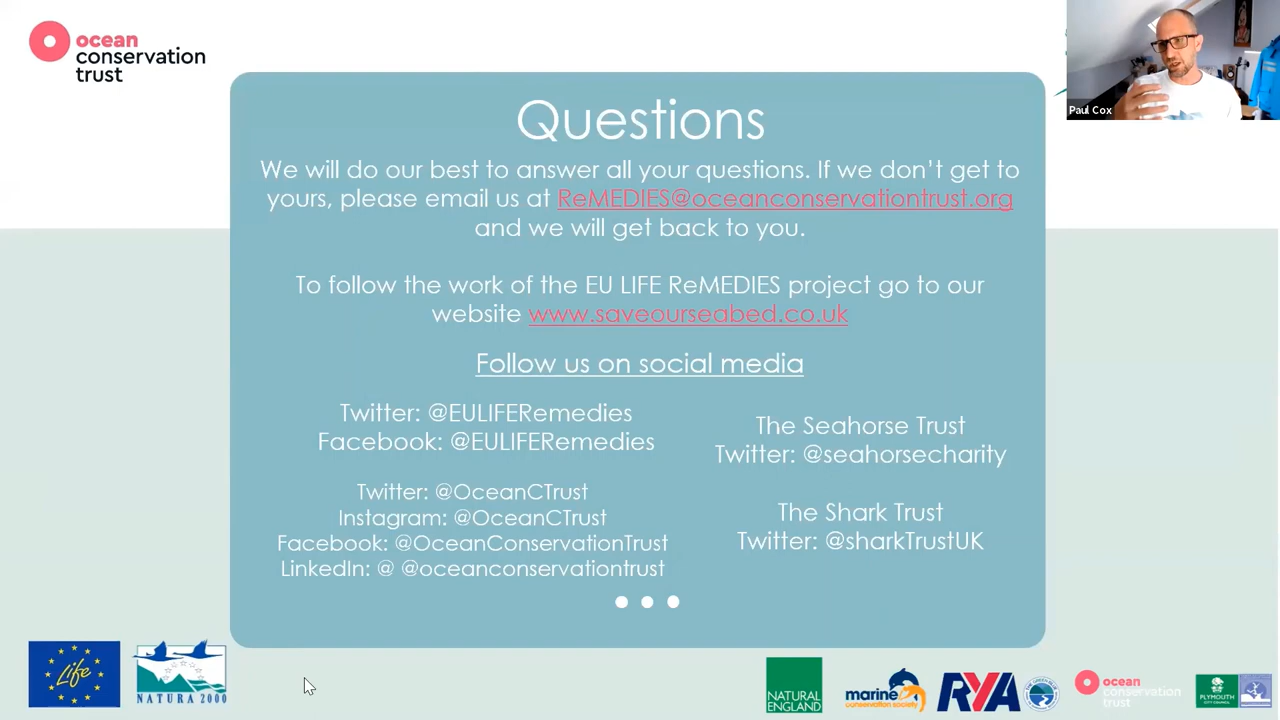 ocean
conservation
trust
Paul Cox
Questions
We will do our best to answer all your questions. If we don’t get to
yours, please email us at ReMEDIES@oceanconservationtrust.org
and we will get back to you.
To follow the work of the EU LIFE ReMEDIES project go to our
website www.saveourseabed.co.uk
Follow us on social media
Twitter: @EULIFERemedies
Facebook: @EULIFERemedies
Twitter: @OceanCTrust
Instagram: @OceanCTrust
Facebook: @OceanConservationTrust
LinkedIn: @ @oceanconservationtrust
The Seahorse Trust
Twitter: @seahorsecharity
The Shark Trust
Twitter: @sharkTrustUK
Life
NATURA 2000
NATURAL
ENGLAND
marine
conservation society
RYA
ocean
conservation
trust
PLYMOUTH
CITY COUNCIL